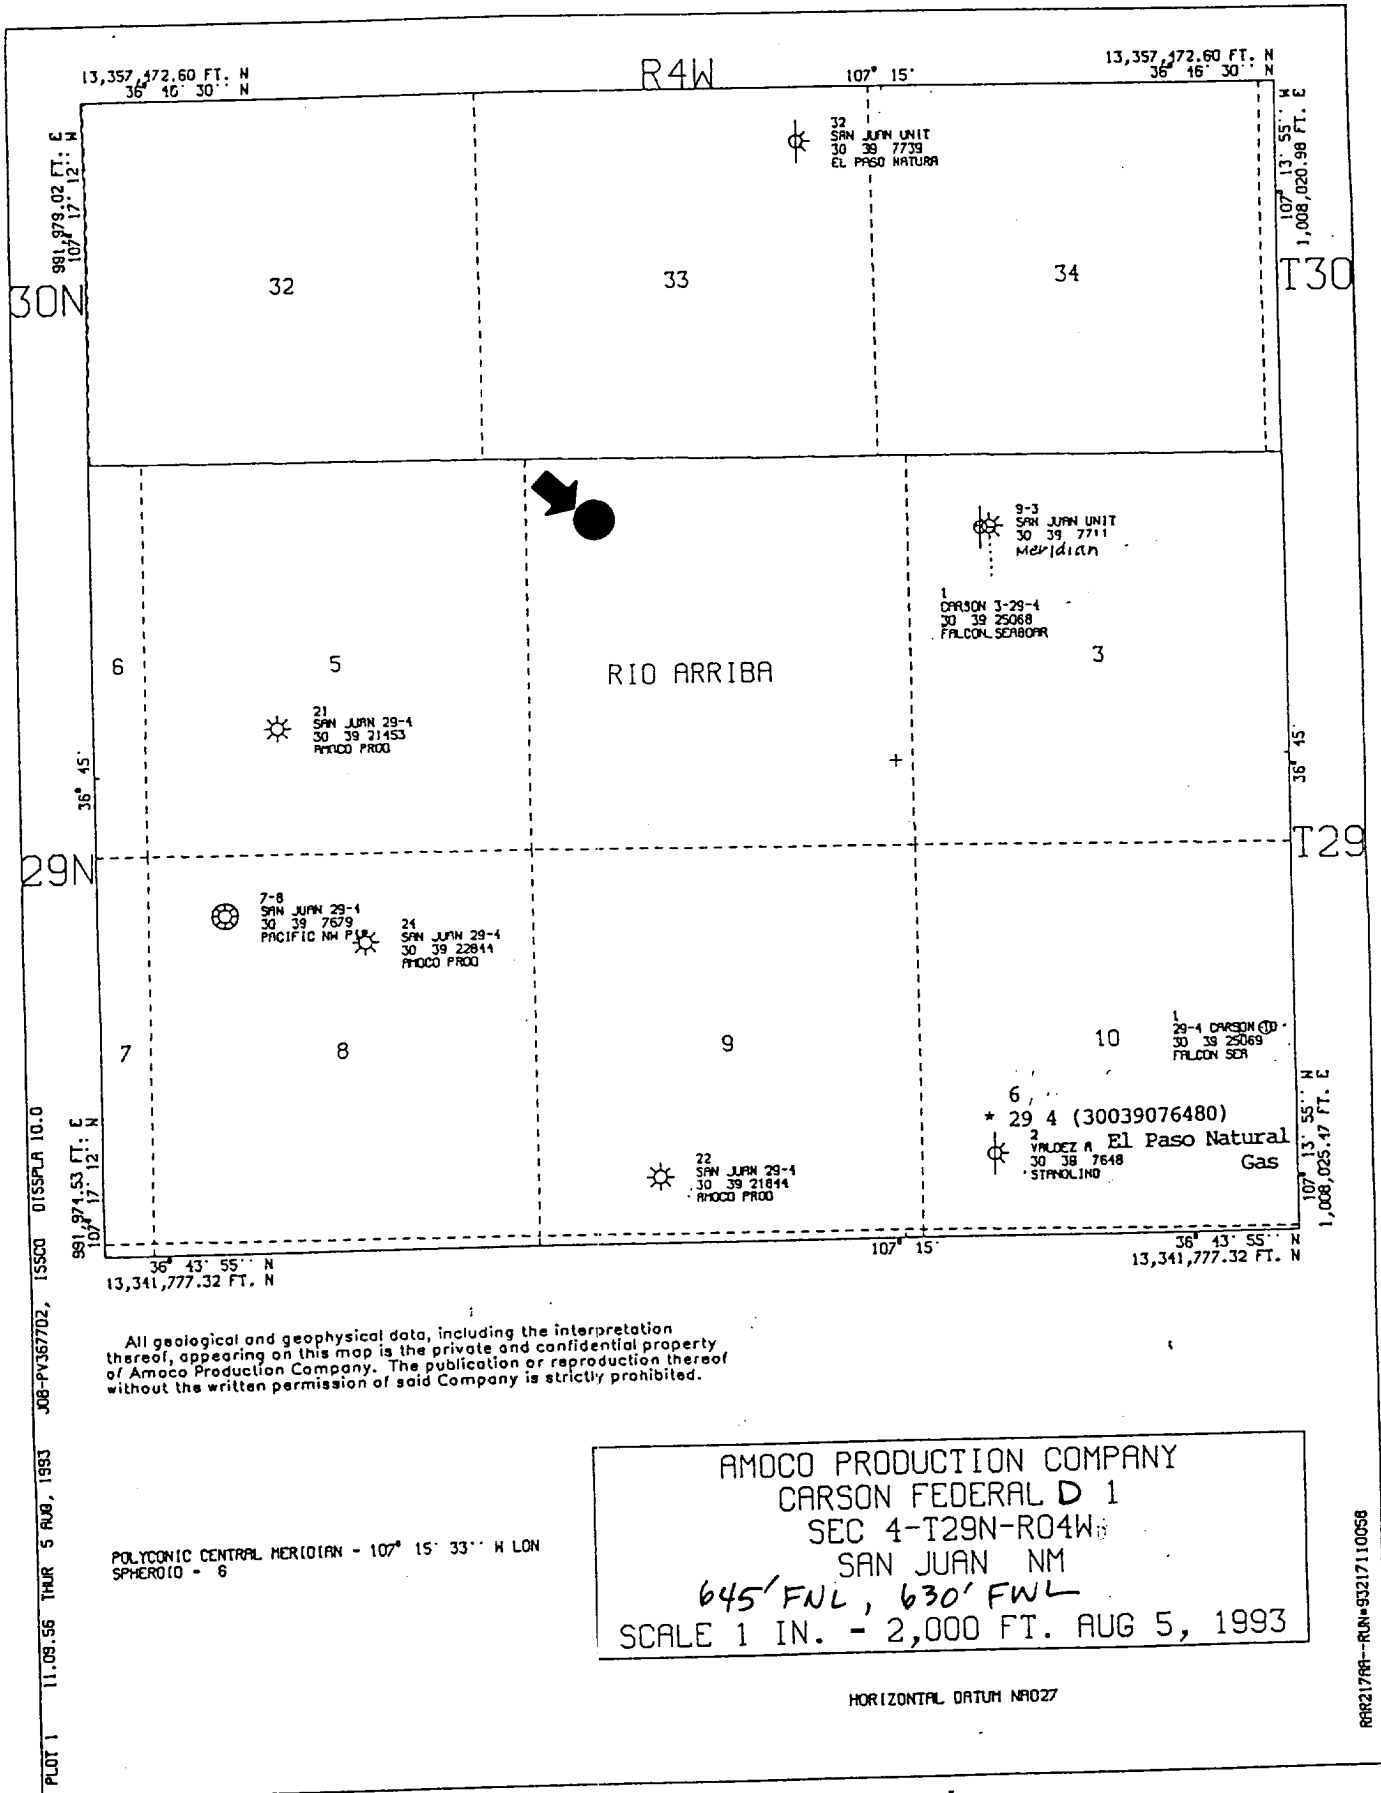 R4W
13,357,472.60 FT. N
36° 46' 30'' N
107° 15'
13,357,472.60 FT. N
36° 46' 30'' N
991,979.02 FT. E
107° 17' 12'' W
107° 13' 55'' W
1,008,020.98 FT. E
32
SAN JUAN UNIT
30 39 7739
EL PASO NATURA
30N
32
33
34
T30
9-3
SAN JUAN UNIT
30 39 7711
Meridian
1
CARSON 3-29-4
30 39 25068
FALCON SEABOAR
6
5
RIO ARRIBA
3
21
SAN JUAN 29-4
30 39 21453
AMOCO PROD
36° 45'
36° 45'
29N
T29
7-8
SAN JUAN 29-4
30 39 7679
PACIFIC NW PIP
24
SAN JUAN 29-4
30 39 22844
AMOCO PROD
7
8
9
10
1
29-4 CARSON
30 39 25069
FALCON SEA
6
* 29 4 (30039076480)
El Paso Natural
Gas
2
VALDEZ A
30 39 7648
STANOLIND
22
SAN JUAN 29-4
30 39 21844
AMOCO PROD
991,974.53 FT. E
107° 17' 12'' W
107° 13' 55'' W
1,008,025.47 FT. E
36° 43' 55'' N
13,341,777.32 FT. N
107° 15'
36° 43' 55'' N
13,341,777.32 FT. N
All geological and geophysical data, including the interpretation
thereof, appearing on this map is the private and confidential property
of Amoco Production Company. The publication or reproduction thereof
without the written permission of said Company is strictly prohibited.
AMOCO PRODUCTION COMPANY
CARSON FEDERAL D 1
SEC 4-T29N-R04W
SAN JUAN NM
645' FNL, 630' FWL
SCALE 1 IN. - 2,000 FT. AUG 5, 1993
POLYCONIC CENTRAL MERIDIAN - 107° 15' 33'' W LON
SPHEROID - 6
HORIZONTAL DATUM NAD27
PLOT 1 11.09.56 THUR 5 AUG, 1993 JOB-PV367702, ISSCO DISSPLA 10.0
RAR217AA--RUN#93217110058